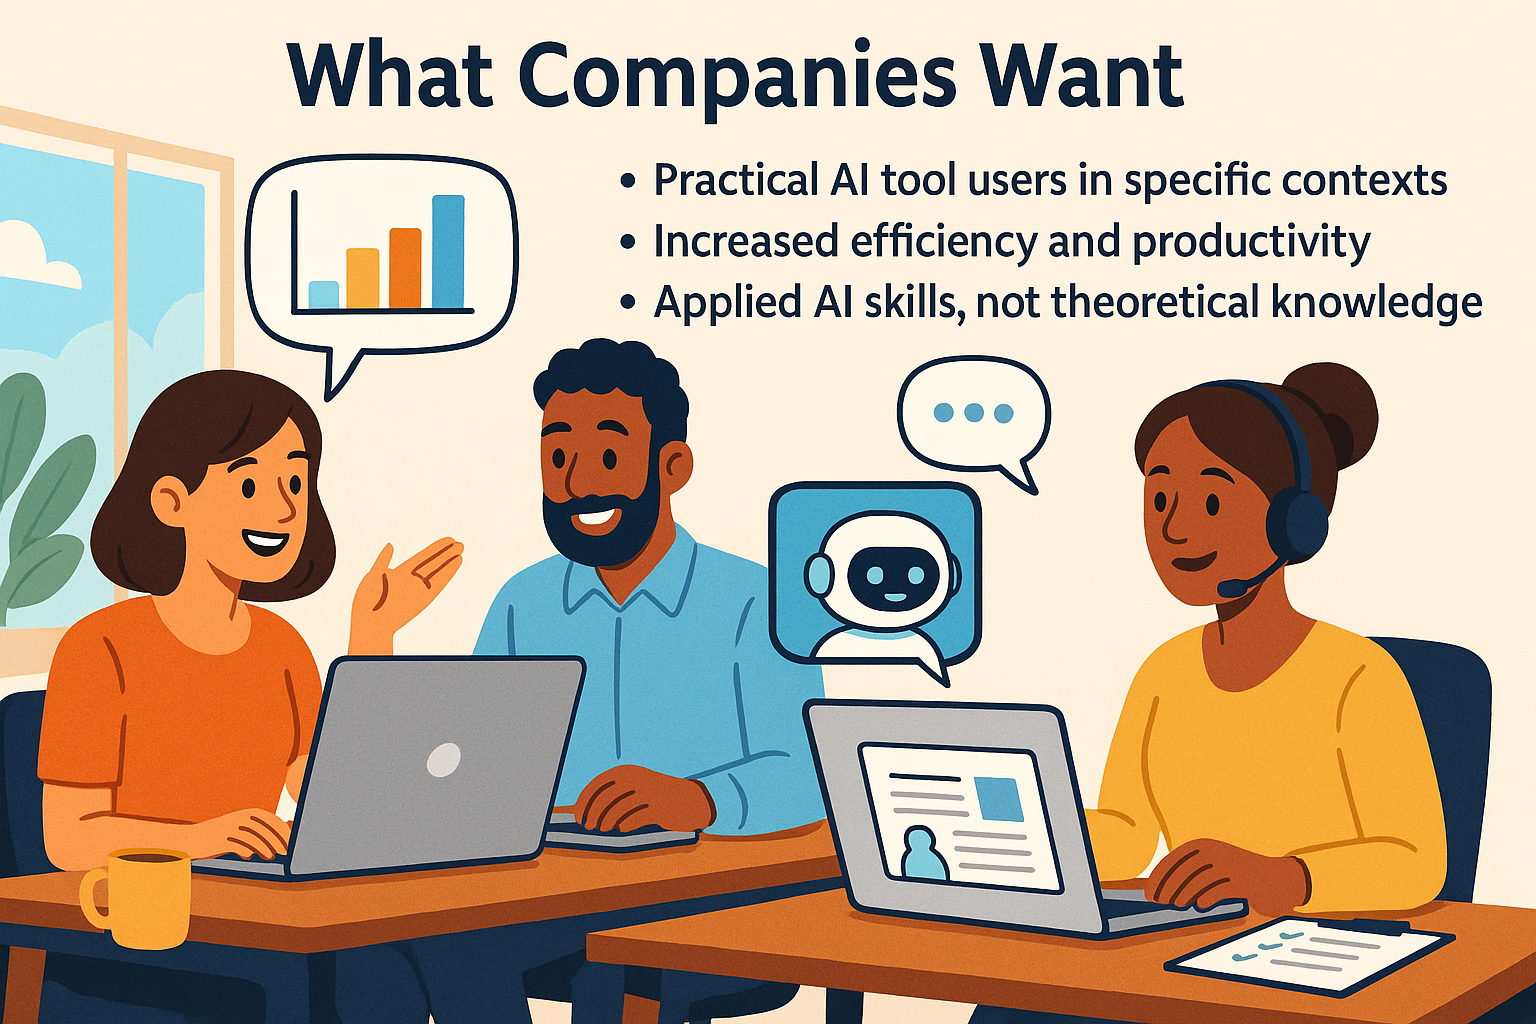 What Companies Want
• Practical AI tool users in specific contexts
• Increased efficiency and productivity
• Applied AI skills, not theoretical knowledge